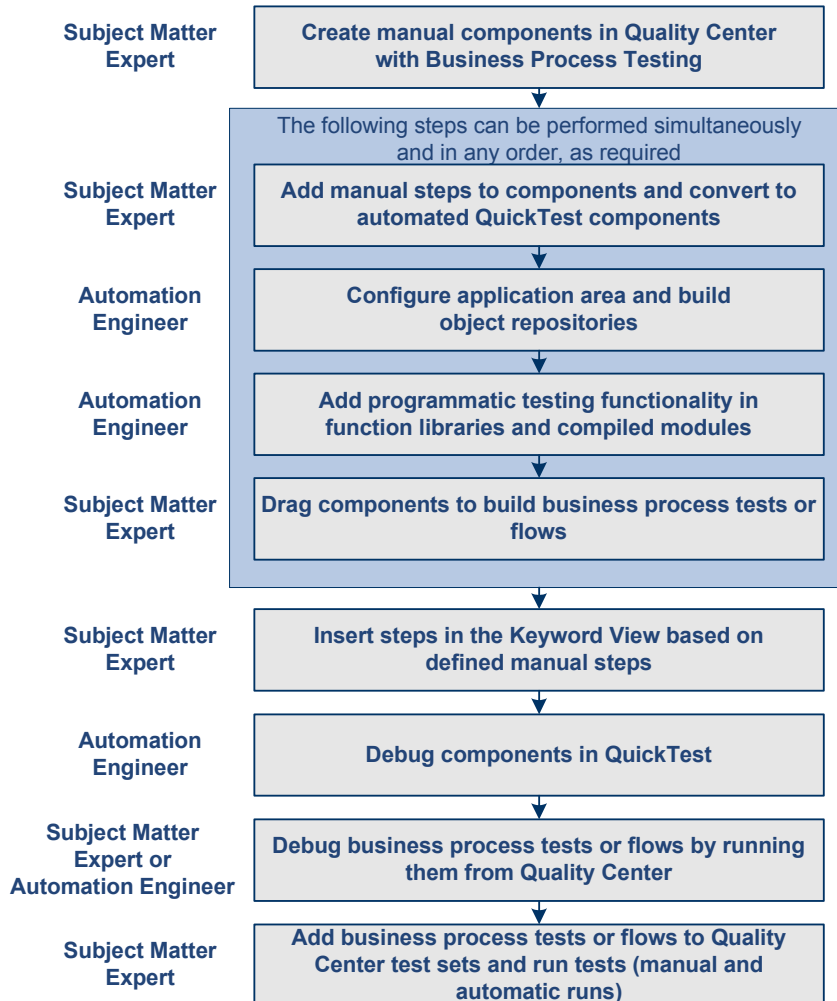 Subject Matter
Expert
Create manual components in Quality Center
with Business Process Testing
The following steps can be performed simultaneously
and in any order, as required
Subject Matter
Expert
Add manual steps to components and convert to
automated QuickTest components
Automation
Engineer
Configure application area and build
object repositories
Automation
Engineer
Add programmatic testing functionality in
function libraries and compiled modules
Subject Matter
Expert
Drag components to build business process tests or
flows
Subject Matter
Expert
Insert steps in the Keyword View based on
defined manual steps
Automation
Engineer
Debug components in QuickTest
Subject Matter
Expert or
Automation Engineer
Debug business process tests or flows by running
them from Quality Center
Subject Matter
Expert
Add business process tests or flows to Quality
Center test sets and run tests (manual and
automatic runs)